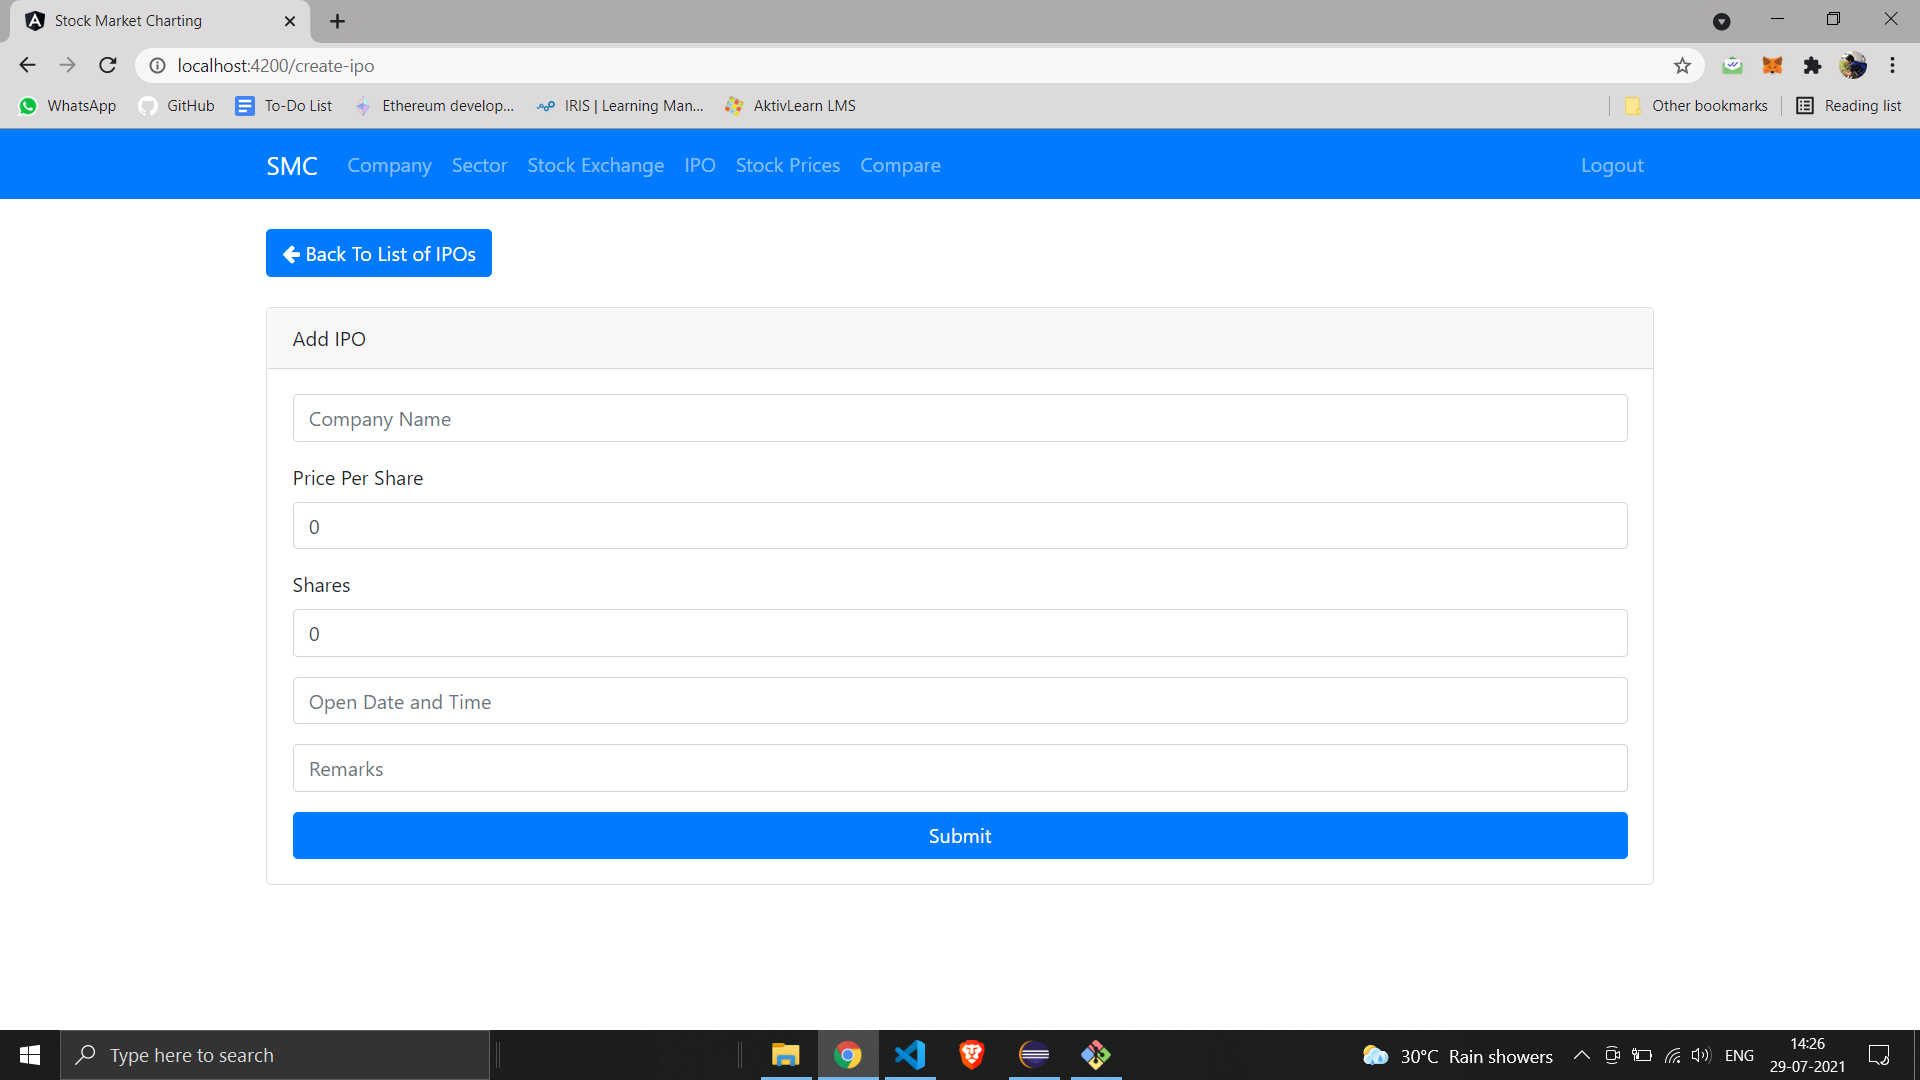 Stock Market Charting
localhost:4200/create-ipo
WhatsApp GitHub To-Do List Ethereum develop... IRIS | Learning Man... AktivLearn LMS Other bookmarks Reading list
SMC Company Sector Stock Exchange IPO Stock Prices Compare Logout
Back To List of IPOs
Add IPO
Company Name
Price Per Share
0
Shares
0
Open Date and Time
Remarks
Submit
Type here to search
30°C Rain showers
ENG
14:26
29-07-2021